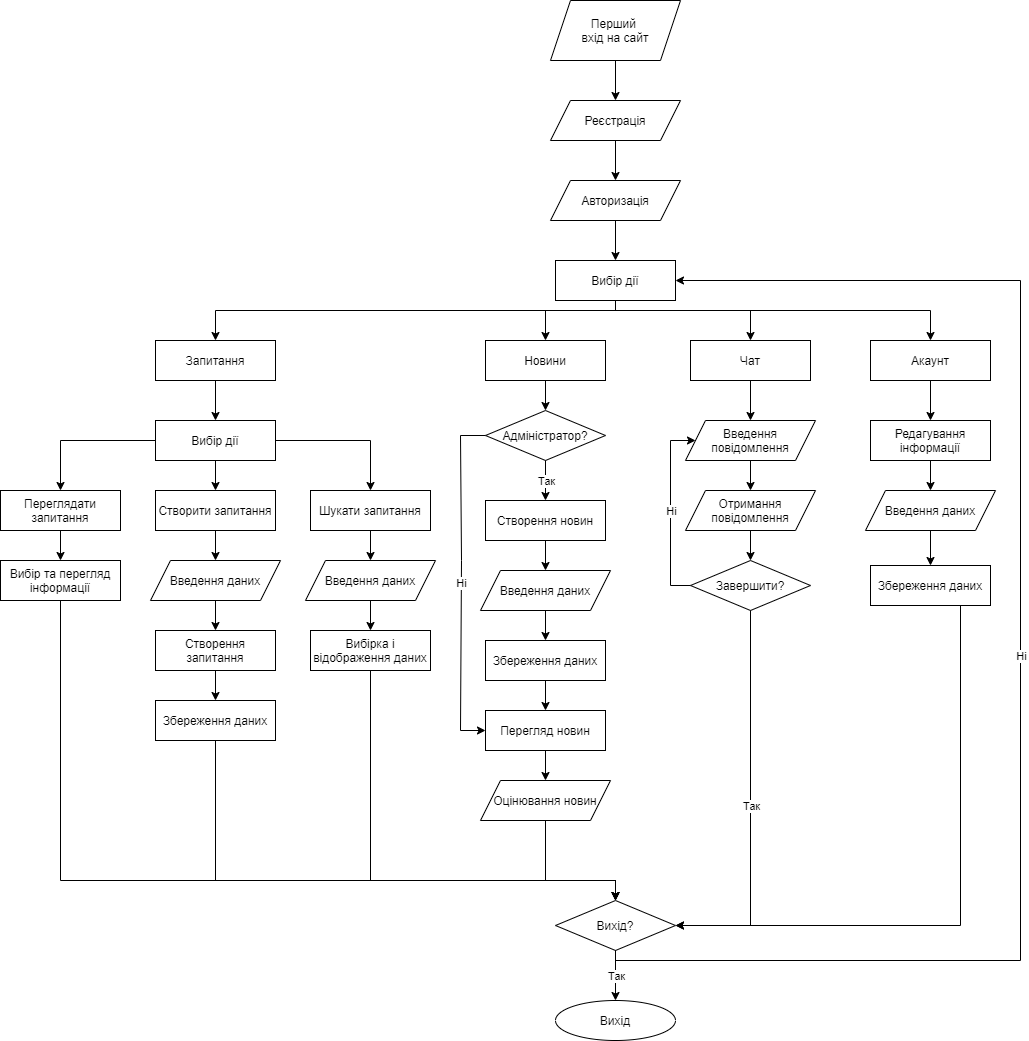 Перший
вхід на сайт
Реєстрація
Авторизація
Вибір дії
Запитання
Новини
Чат
Акаунт
Вибір дії
Адміністратор?
Введення
повідомлення
Редагування
інформації
Так
Переглядати
запитання
Створити запитання
Шукати запитання
Створення новин
Ні
Отримання
повідомлення
Введення даних
Вибір та перегляд
інформації
Введення даних
Введення даних
Ні
Введення даних
Завершити?
Збереження даних
Створення
запитання
Вибірка і
відображення даних
Збереження даних
Ні
Збереження даних
Перегляд новин
Оцінювання новин
Так
Вихід?
Так
Вихід